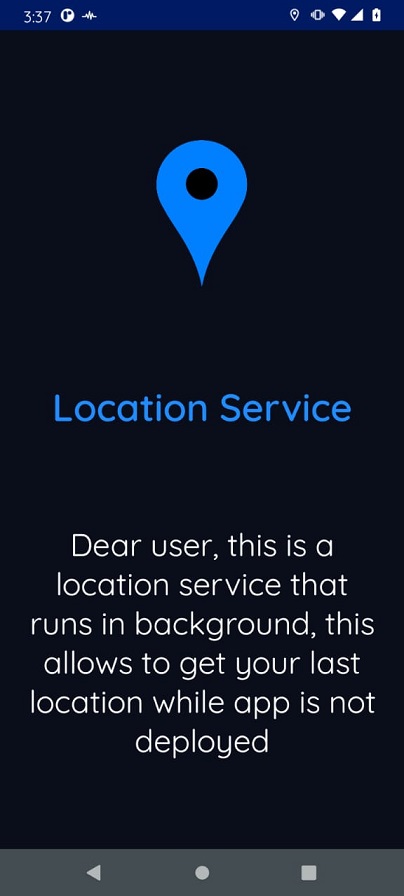 3:37
Location Service
Dear user, this is a
location service that
runs in background, this
allows to get your last
location while app is not
deployed